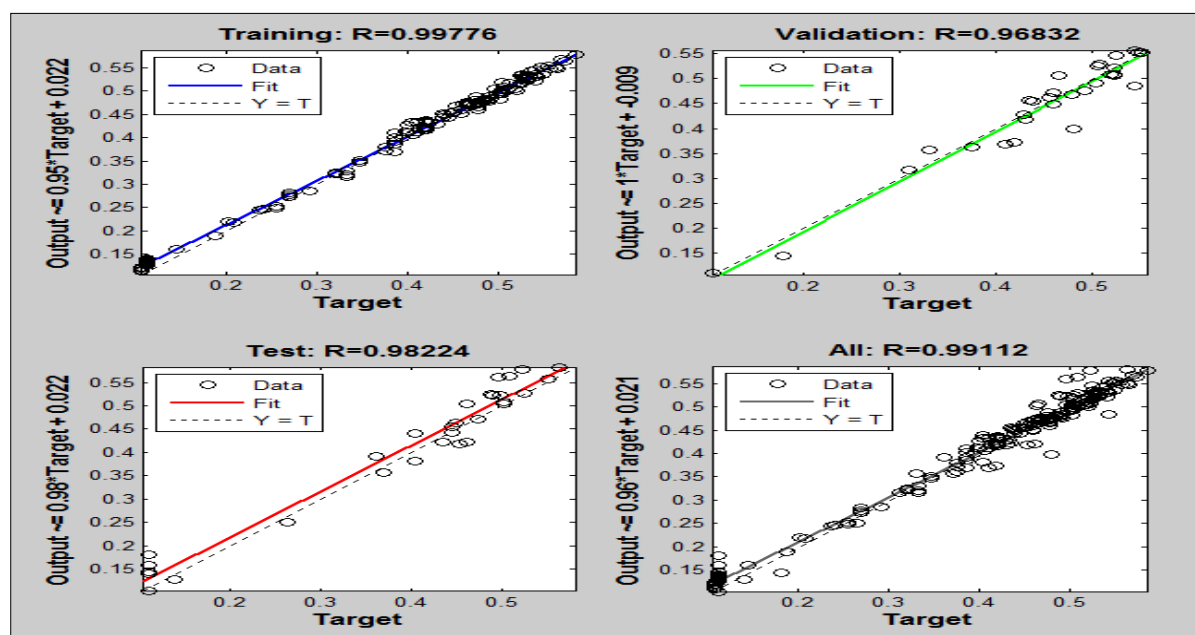 Training: R=0.99776
Output ~= 0.95*Target + 0.022
0.55
0.5
0.45
0.4
0.35
0.3
0.25
0.2
0.15
Data
Fit
Y = T
0.2
0.3
0.4
0.5
Target
Validation: R=0.96832
Output ~= 1*Target + -0.009
0.55
0.5
0.45
0.4
0.35
0.3
0.25
0.2
0.15
Data
Fit
Y = T
0.2
0.3
0.4
0.5
Target
Test: R=0.98224
Output ~= 0.98*Target + 0.022
0.55
0.5
0.45
0.4
0.35
0.3
0.25
0.2
0.15
Data
Fit
Y = T
0.2
0.3
0.4
0.5
Target
All: R=0.99112
Output ~= 0.96*Target + 0.021
0.55
0.5
0.45
0.4
0.35
0.3
0.25
0.2
0.15
Data
Fit
Y = T
0.2
0.3
0.4
0.5
Target